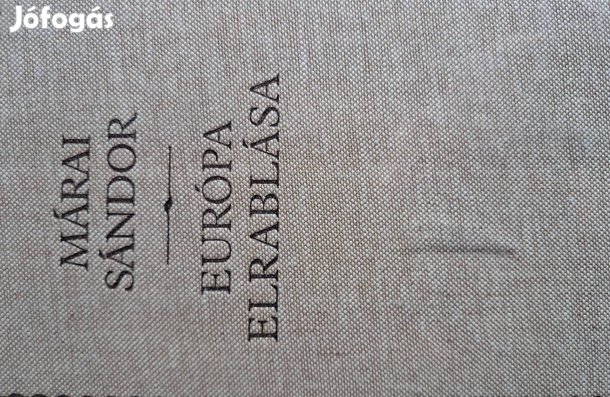 Jófogás
MÁRAI
SÁNDOR
EURÓPA
ELRABLÁSA